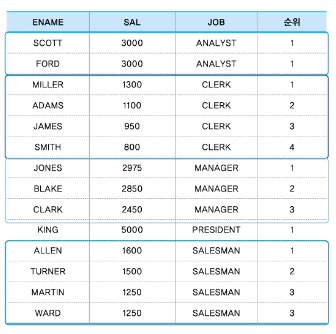 ENAME SAL JOB 순위
SCOTT 3000 ANALYST 1
FORD 3000 ANALYST 1
MILLER 1300 CLERK 1
ADAMS 1100 CLERK 2
JAMES 950 CLERK 3
SMITH 800 CLERK 4
JONES 2975 MANAGER 1
BLAKE 2850 MANAGER 2
CLARK 2450 MANAGER 3
KING 5000 PRESIDENT 1
ALLEN 1600 SALESMAN 1
TURNER 1500 SALESMAN 2
MARTIN 1250 SALESMAN 3
WARD 1250 SALESMAN 3